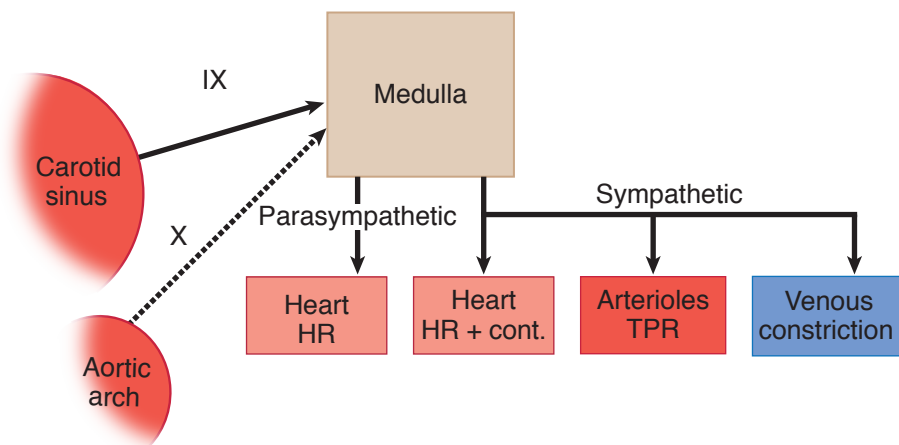 IX
Medulla
Carotid
sinus
X
Parasympathetic
Sympathetic
Heart
HR
Heart
HR + cont.
Arterioles
TPR
Venous
constriction
Aortic
arch